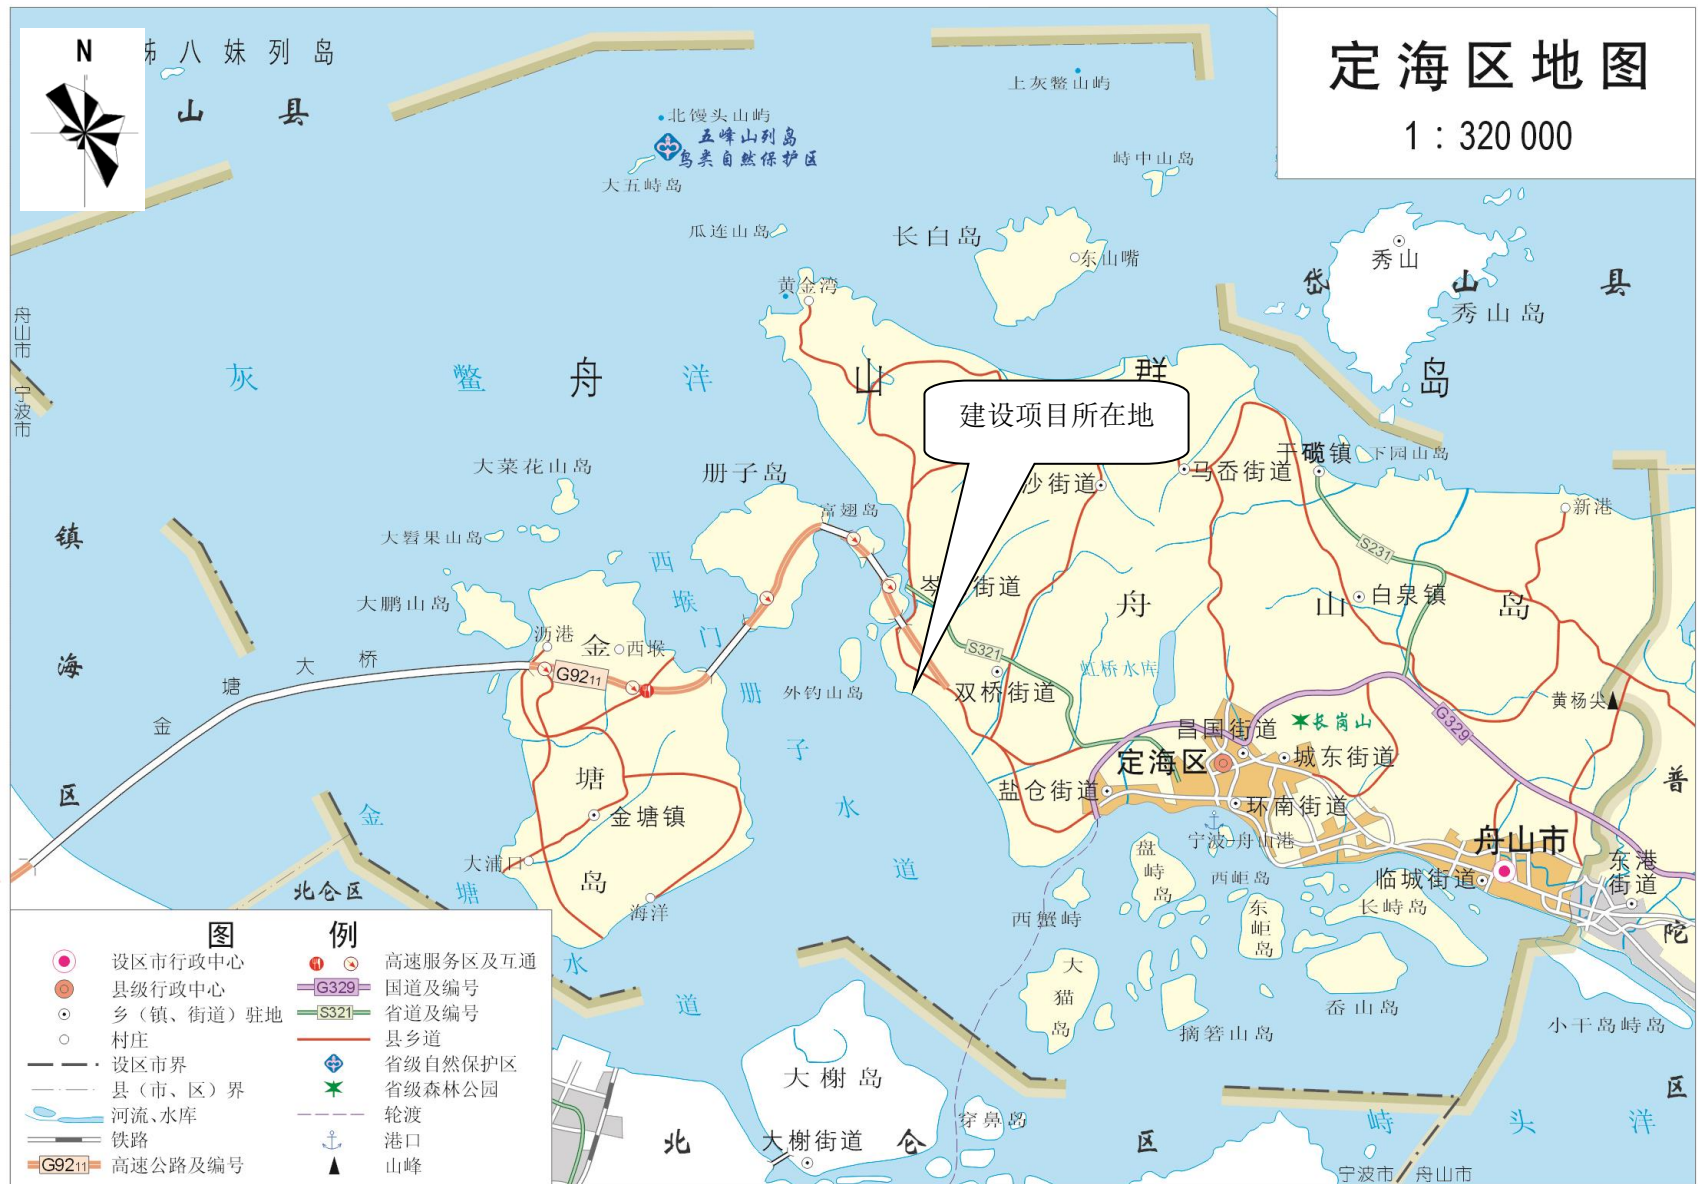 定海区地图
1：320 000
N
姊八妹列岛
山县
上灰鳖山屿
北馒头山屿
五峰山列岛
鸟类自然保护区
大五峙岛
峙中山岛
瓜连山岛
长白岛
东山嘴
秀山
岱山县
秀山岛
黄金湾
舟山市
宁波市
灰鳖洋
舟山群岛
建设项目所在地
大菜花山岛
册子岛
富翅岛
沙街道
马岙街道
干𬒗镇
下园山岛
新港
镇海区
大髫果山岛
西堠门
S231
岑
街道
大鹏山岛
沥港
金
西堠
舟山岛
白泉镇
金塘大桥
G9211
册子水道
外钓山岛
S321
双桥街道
虹桥水库
黄杨尖
昌国街道
长岗山
G329
定海区
城东街道
塘
盐仓街道
环南街道
普
金塘镇
宁波-舟山港
舟山市
大浦口
岛
盘峙岛
西岠岛
临城街道
东港
街道
金塘水道
北仑区
海洋
西蟹峙
东岠岛
长峙岛
陀
大猫岛
摘箬山岛
岙山岛
小干岛峙岛
大榭岛
区
穿鼻岛
峙头洋
北仑区
大榭街道
宁波市
舟山市
图例
设区市行政中心
高速服务区及互通
县级行政中心
G329
国道及编号
乡（镇、街道）驻地
S321
省道及编号
村庄
县乡道
设区市界
省级自然保护区
县（市、区）界
省级森林公园
河流、水库
轮渡
铁路
港口
G9211
高速公路及编号
山峰